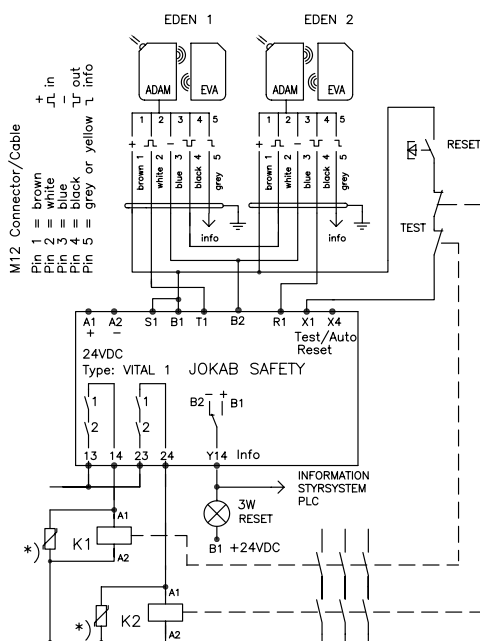 EDEN 1 EDEN 2
ADAM EVA ADAM EVA
M12 Connector/Cable
Pin 1 = brown +
Pin 2 = white in
Pin 3 = blue –
Pin 4 = black out
Pin 5 = grey or yellow info
1 2 3 4 5 1 2 3 4 5
+ – + –
brown 1 white 2 blue 3 black 4 grey 5 brown 1 white 2 blue 3 black 4 grey 5
RESET
info info
TEST
A1 A2 S1 B1 T1 B2 R1 X1 X4
+ – Test/Auto
Reset
24VDC
Type: VITAL 1 JOKAB SAFETY
1 1 B2 – + B1
2 2
13 14 23 24 Y14 Info
INFORMATION
STYRSYSTEM
PLC
3W
RESET
B1 +24VDC
A1
*) K1
A2
A1
*) K2
A2